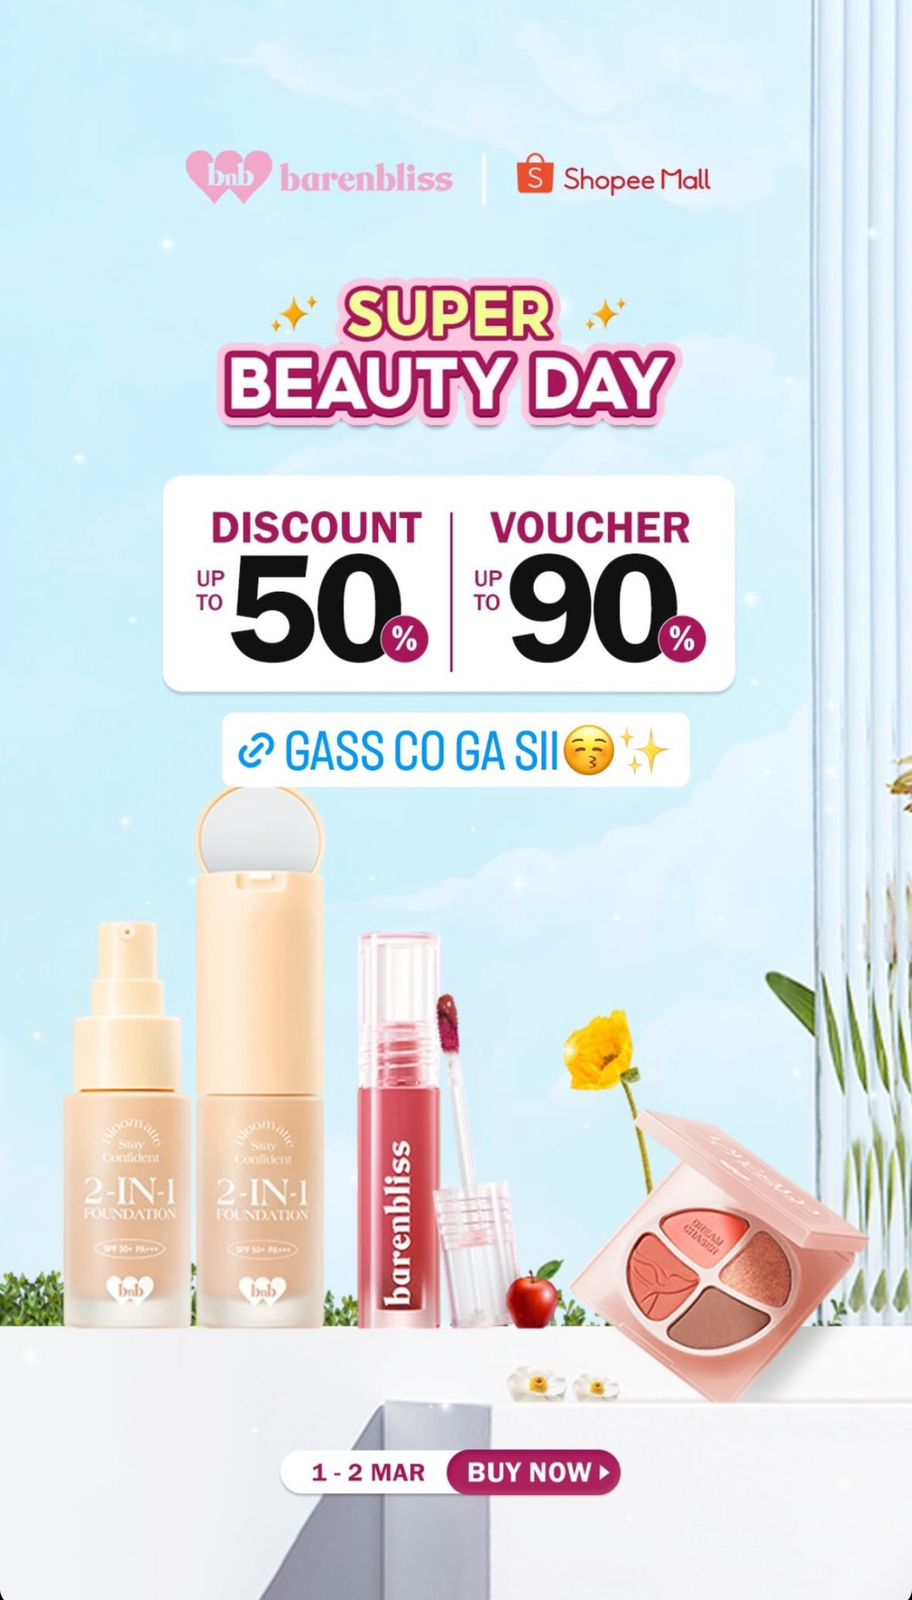 bnb barenbliss
Shopee Mall
SUPER
BEAUTY DAY
DISCOUNT
UP TO 50%
VOUCHER
UP TO 90%
GASS CO GA SII😚✨
Bloomatte
Stay
Confident
2-IN-1
FOUNDATION
SPF 50+ PA+++
bnb
Bloomatte
Stay
Confident
2-IN-1
FOUNDATION
SPF 50+ PA+++
bnb
barenbliss
DREAM
CHASER
1 - 2 MAR
BUY NOW